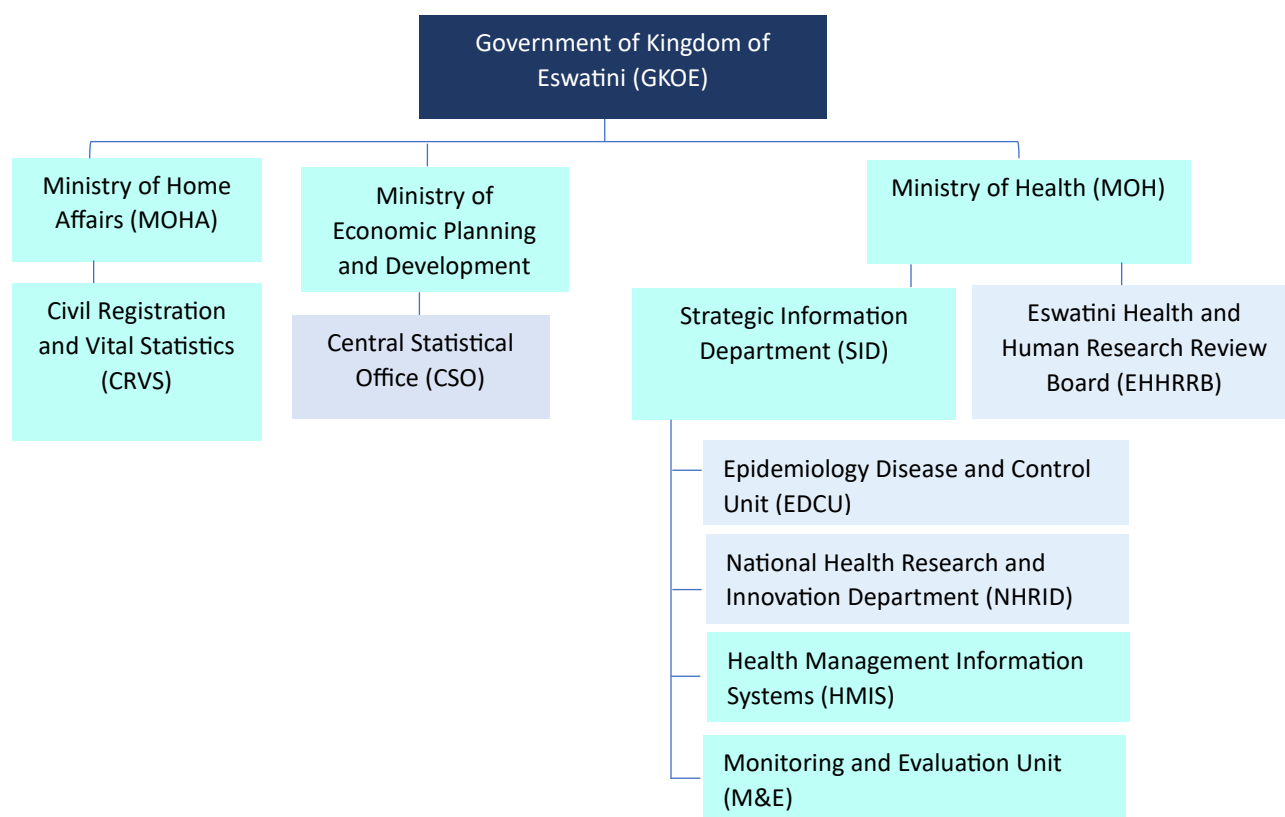 Government of Kingdom of
Eswatini (GKOE)
Ministry of Home
Affairs (MOHA)
Ministry of
Economic Planning
and Development
Ministry of Health (MOH)
Civil Registration
and Vital Statistics
(CRVS)
Central Statistical
Office (CSO)
Strategic Information
Department (SID)
Eswatini Health and
Human Research Review
Board (EHHRRB)
Epidemiology Disease and Control
Unit (EDCU)
National Health Research and
Innovation Department (NHRID)
Health Management Information
Systems (HMIS)
Monitoring and Evaluation Unit
(M&E)